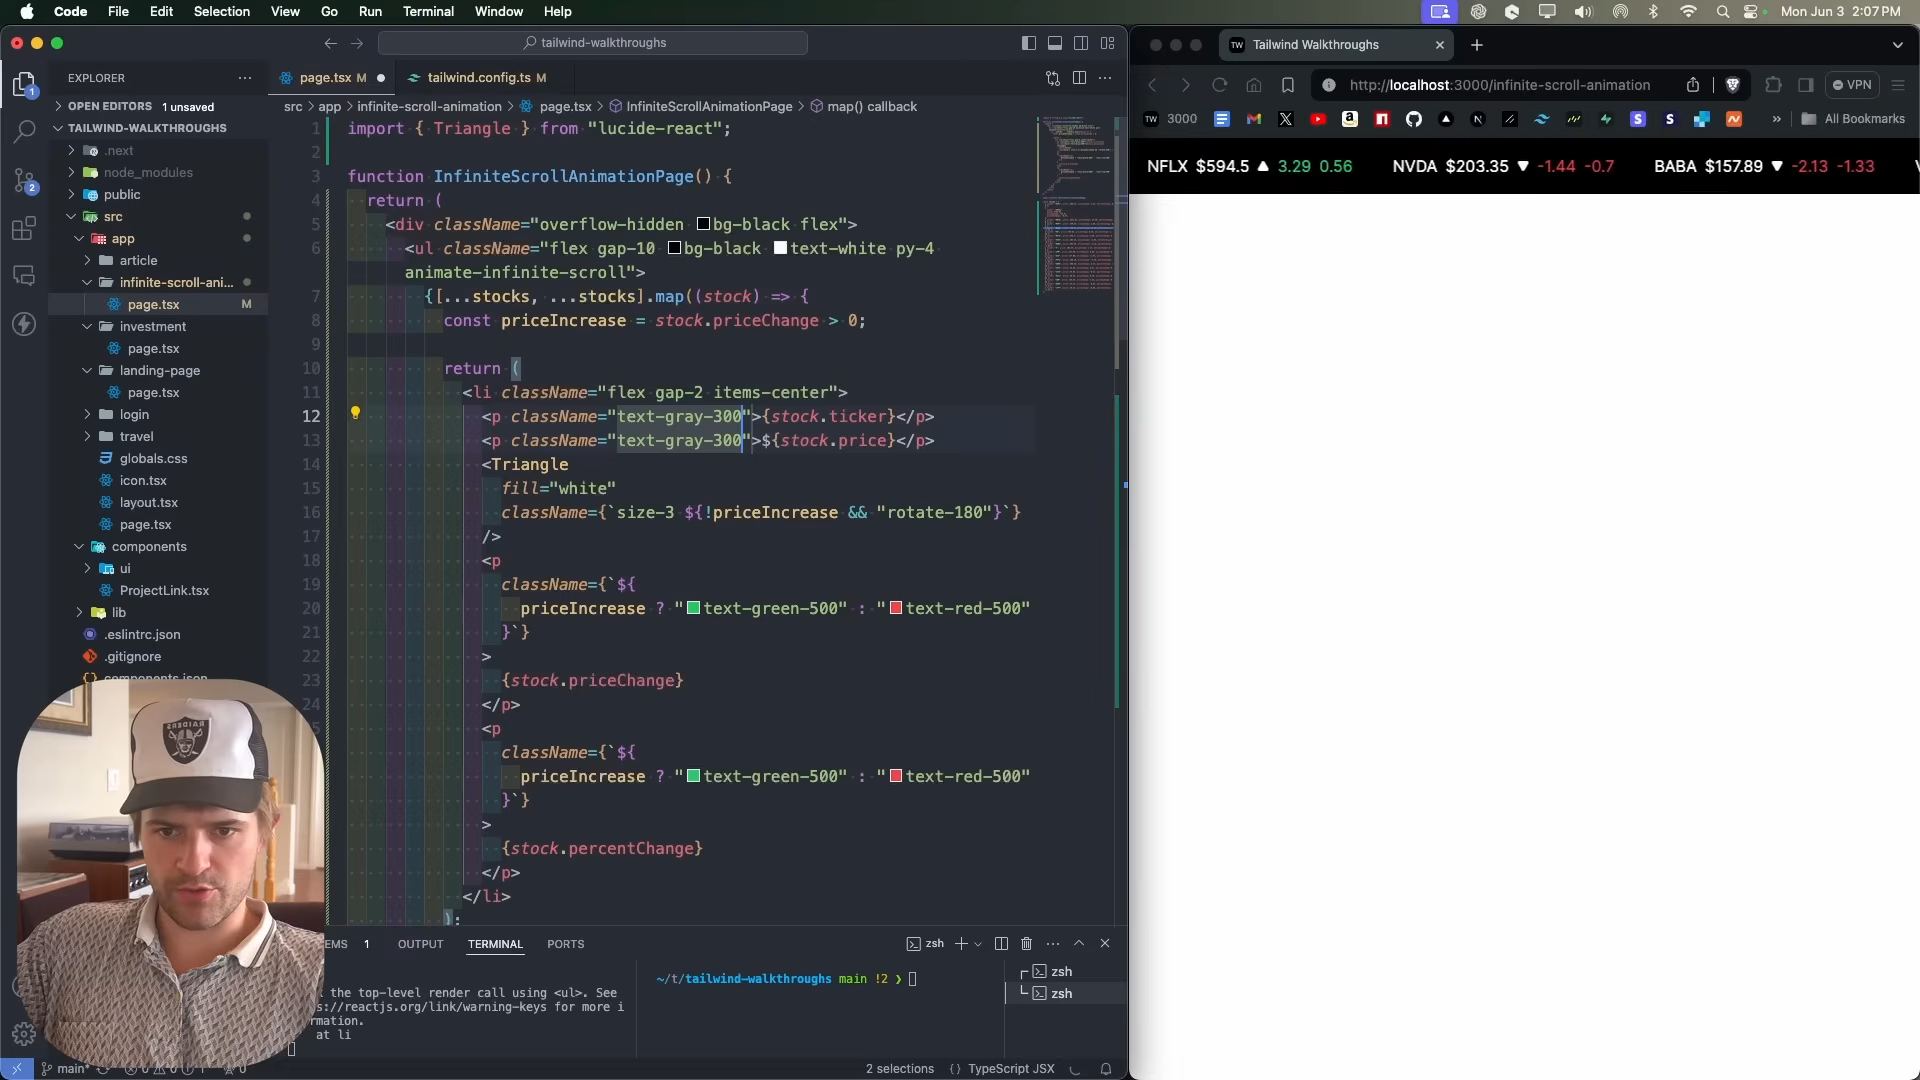 Code File Edit Selection View Go Run Terminal Window Help
Mon Jun 3 2:07 PM
tailwind-walkthroughs
Tailwind Walkthroughs
EXPLORER
page.tsx M
tailwind.config.ts M
http://localhost:3000/infinite-scroll-animation
VPN
OPEN EDITORS 1 unsaved
src > app > infinite-scroll-animation > page.tsx > InfiniteScrollAnimationPage > map() callback
3000
All Bookmarks
TAILWIND-WALKTHROUGHS
.next
node_modules
public
src
app
article
infinite-scroll-ani...
page.tsx M
investment
page.tsx
landing-page
page.tsx
login
travel
globals.css
icon.tsx
layout.tsx
page.tsx
components
ui
ProjectLink.tsx
lib
.eslintrc.json
.gitignore
components.json
1 import { Triangle } from "lucide-react";
2
3 function InfiniteScrollAnimationPage() {
4 return (
5 <div className="overflow-hidden bg-black flex">
6 <ul className="flex gap-10 bg-black text-white py-4
animate-infinite-scroll">
7 {[...stocks, ...stocks].map((stock) => {
8 const priceIncrease = stock.priceChange > 0;
9
10 return (
11 <li className="flex gap-2 items-center">
12 <p className="text-gray-300">{stock.ticker}</p>
13 <p className="text-gray-300">${stock.price}</p>
14 <Triangle
15 fill="white"
16 className={`size-3 ${!priceIncrease && "rotate-180"}`}
17 />
18 <p
19 className={`${
20 priceIncrease ? "text-green-500" : "text-red-500"
21 }`}
22 >
23 {stock.priceChange}
24 </p>
<p
className={`${
priceIncrease ? "text-green-500" : "text-red-500"
}`}
>
{stock.percentChange}
</p>
</li>
);
NFLX $594.5 ▲ 3.29 0.56 NVDA $203.35 ▼ -1.44 -0.7 BABA $157.89 ▼ -2.13 -1.33
EMS 1 OUTPUT TERMINAL PORTS
zsh
the top-level render call using <ul>. See
s://reactjs.org/link/warning-keys for more i
rmation.
at li
~/t/tailwind-walkthroughs main !2 ❯
zsh
zsh
main*
2 selections {} TypeScript JSX
RAIDERS